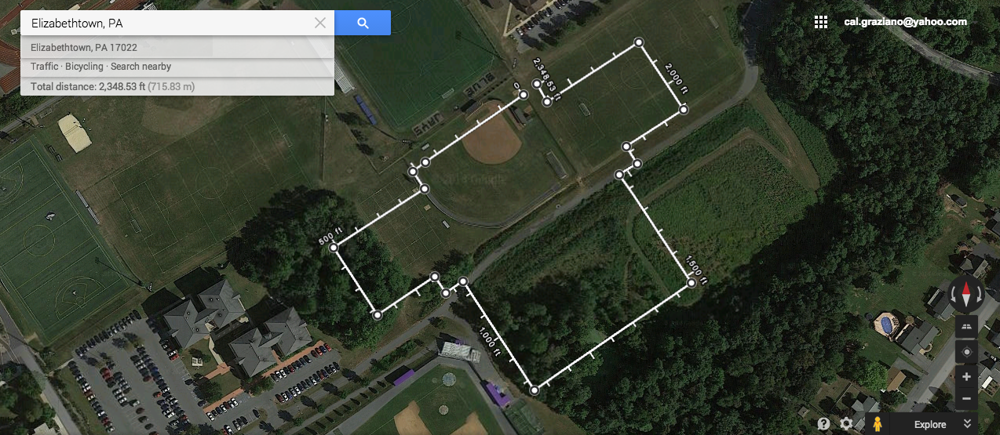 Elizabethtown, PA
cal.graziano@yahoo.com
Elizabethtown, PA 17022
Traffic · Bicycling · Search nearby
Total distance: 2,348.53 ft (715.83 m)
0
2,348.53 ft
2,000 ft
BLUE
JAYS
500 ft
1,500 ft
1,000 ft
Explore